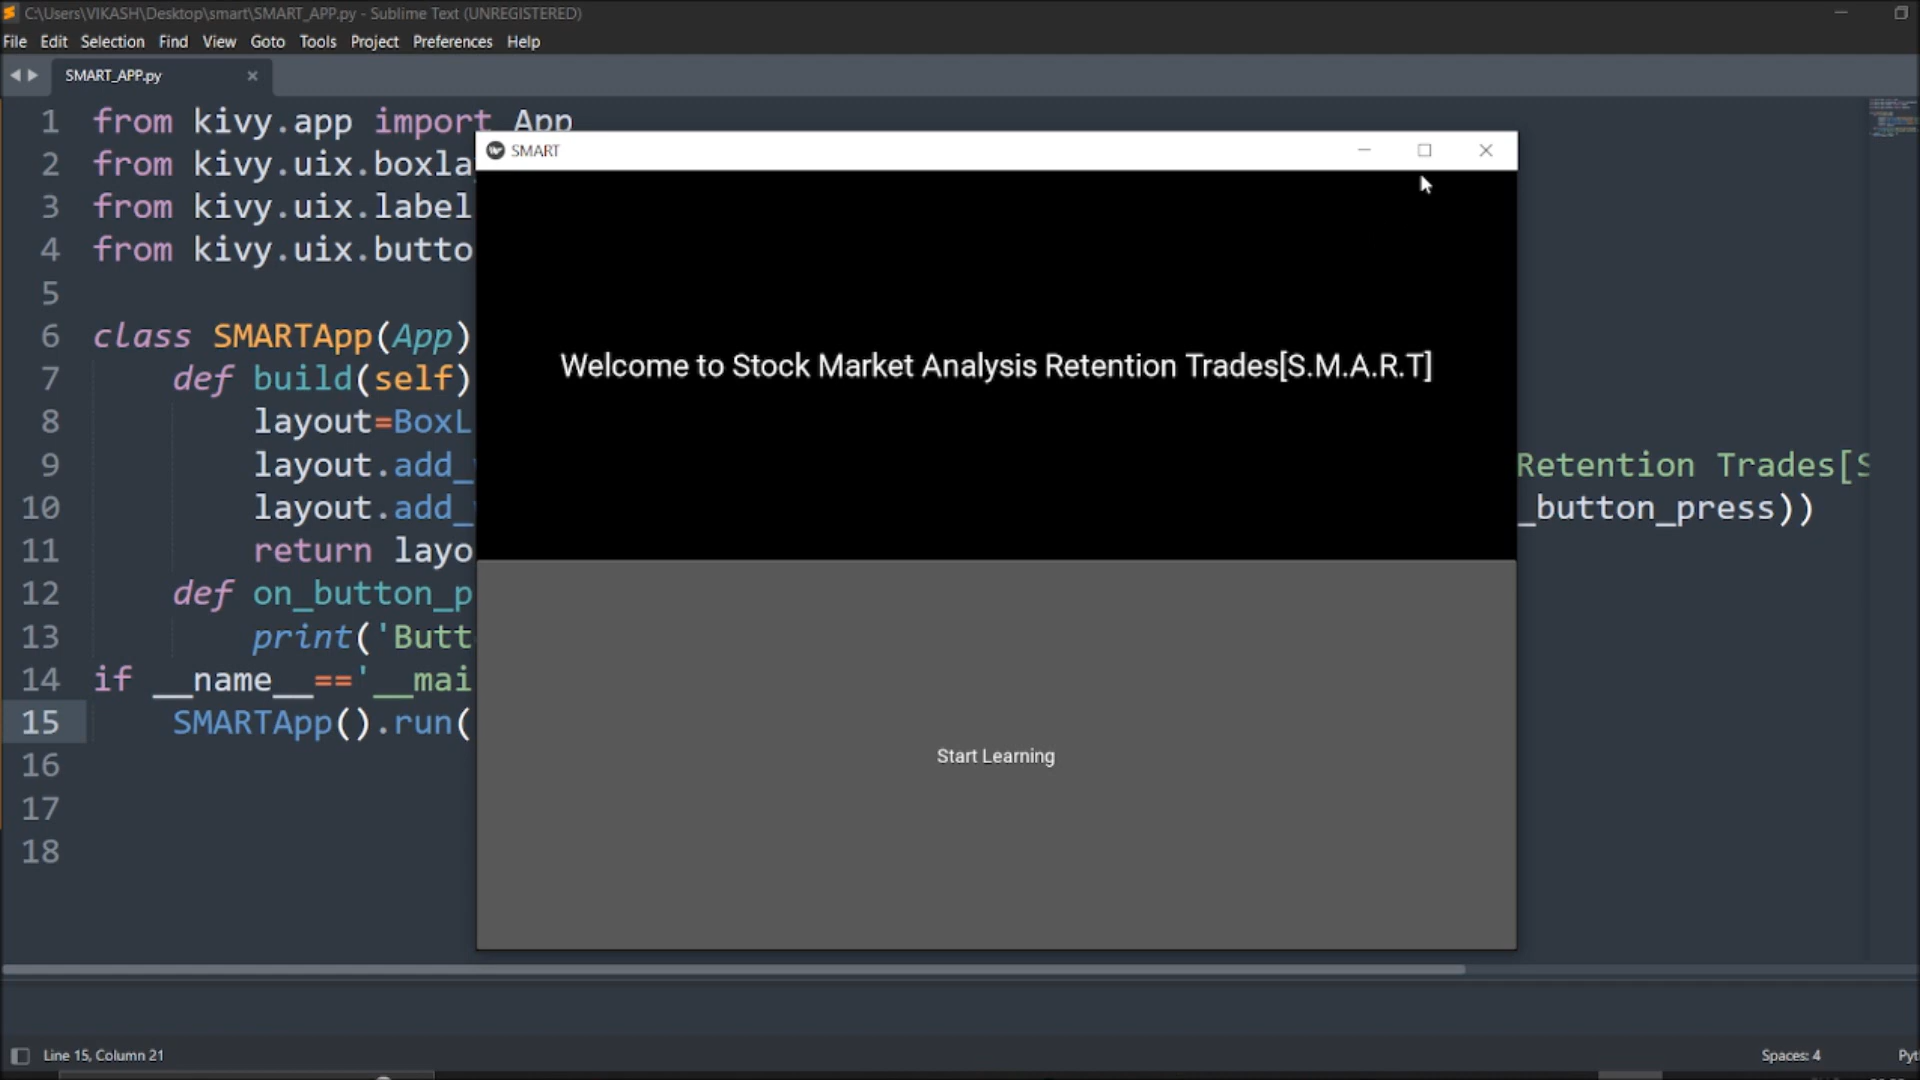 C:\Users\VIKASH\Desktop\smart\SMART_APP.py - Sublime Text (UNREGISTERED)
File Edit Selection Find View Goto Tools Project Preferences Help
SMART_APP.py
1 from kivy.app import App
2 from kivy.uix.boxla
3 from kivy.uix.label
4 from kivy.uix.butto
5
6 class SMARTApp(App)
7 def build(self)
8 layout=BoxL
9 layout.add_ Retention Trades[S
10 layout.add_ _button_press))
11 return layo
12 def on_button_p
13 print('Butt
14 if __name__=='__mai
15 SMARTApp().run(
16
17
18
SMART
Welcome to Stock Market Analysis Retention Trades[S.M.A.R.T]
Start Learning
Line 15, Column 21
Spaces: 4
Pyt